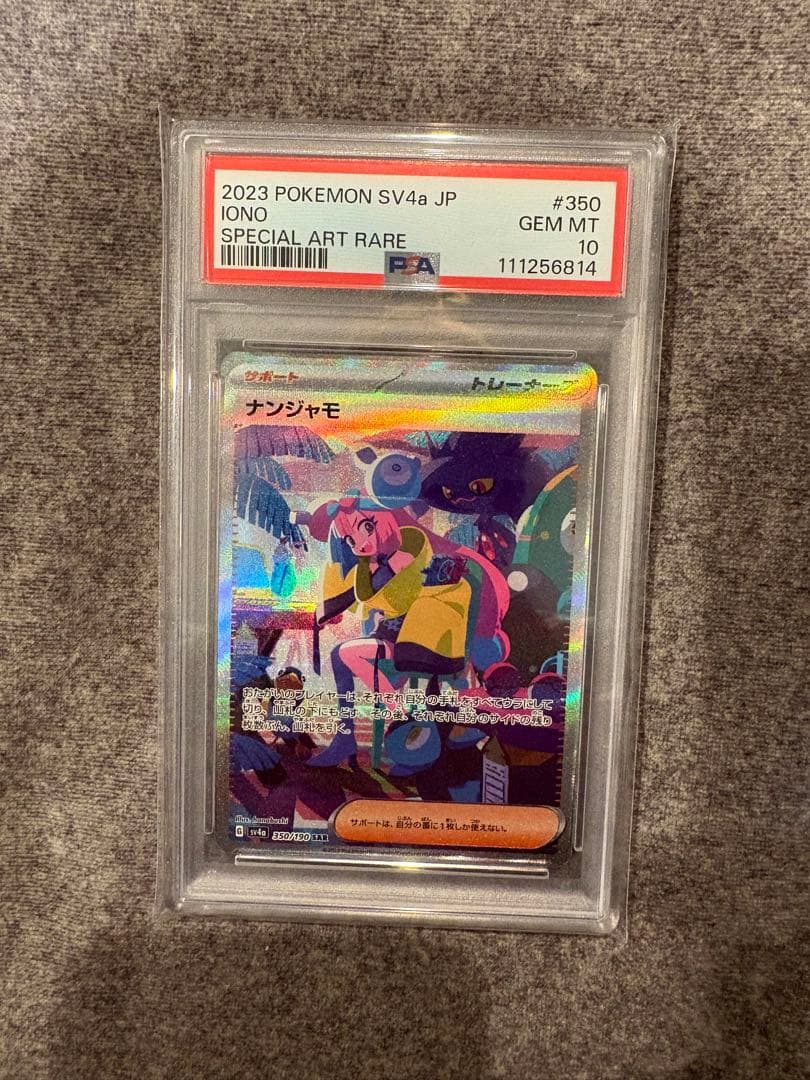 2023 POKEMON SV4a JP #350
IONO GEM MT
SPECIAL ART RARE 10
PSA 111256814
サポート トレーナーズ
ナンジャモ
おたがいのプレイヤーは、それぞれ自分の手札をすべてウラにして
切り、山札の下にもどす。その後、それぞれ自分のサイドの残り
枚数ぶん、山札を引く。
サポートは、自分の番に1枚しか使えない。
Illus. hanabushi
G sv4a 350/190 SAR